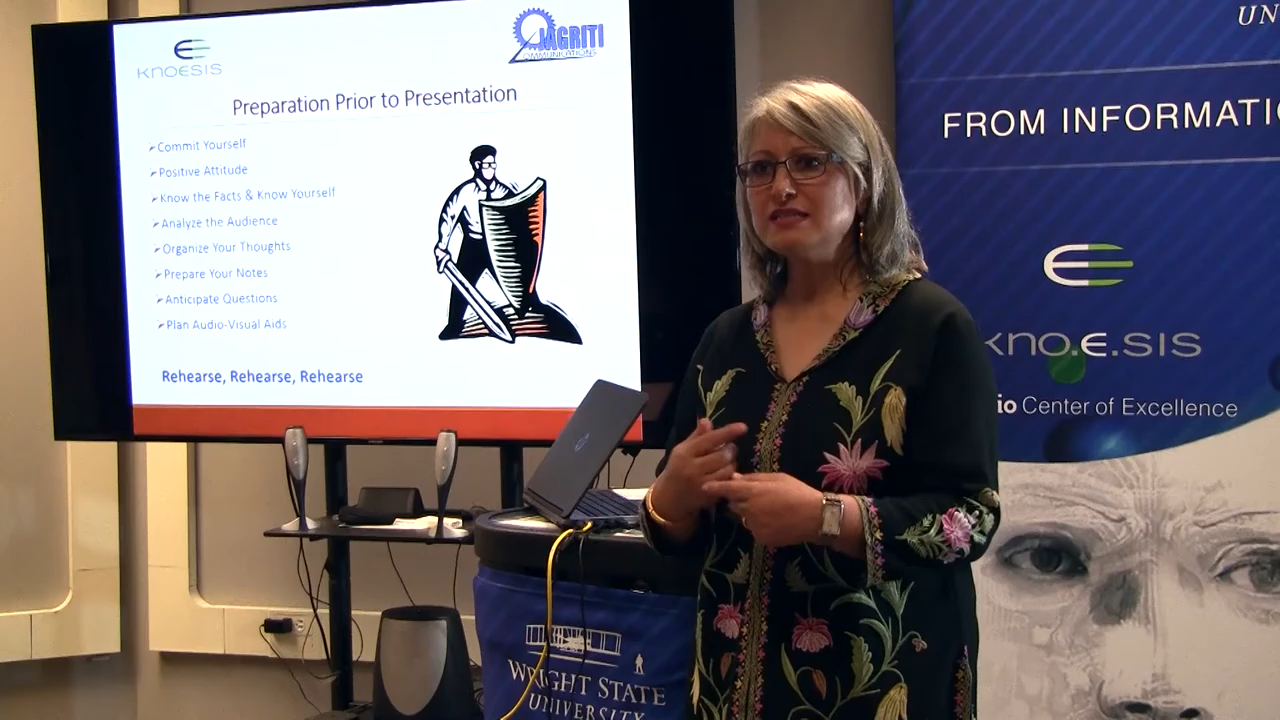 KNOESIS
JAGRITI
COMMUNICATIONS
Preparation Prior to Presentation
➢Commit Yourself
➢Positive Attitude
➢Know the Facts & Know Yourself
➢Analyze the Audience
➢Organize Your Thoughts
➢Prepare Your Notes
➢Anticipate Questions
➢Plan Audio-Visual Aids
Rehearse, Rehearse, Rehearse
WRIGHT STATE
UNIVERSITY
UN
FROM INFORMATI
kno.e.sis
io Center of Excellence